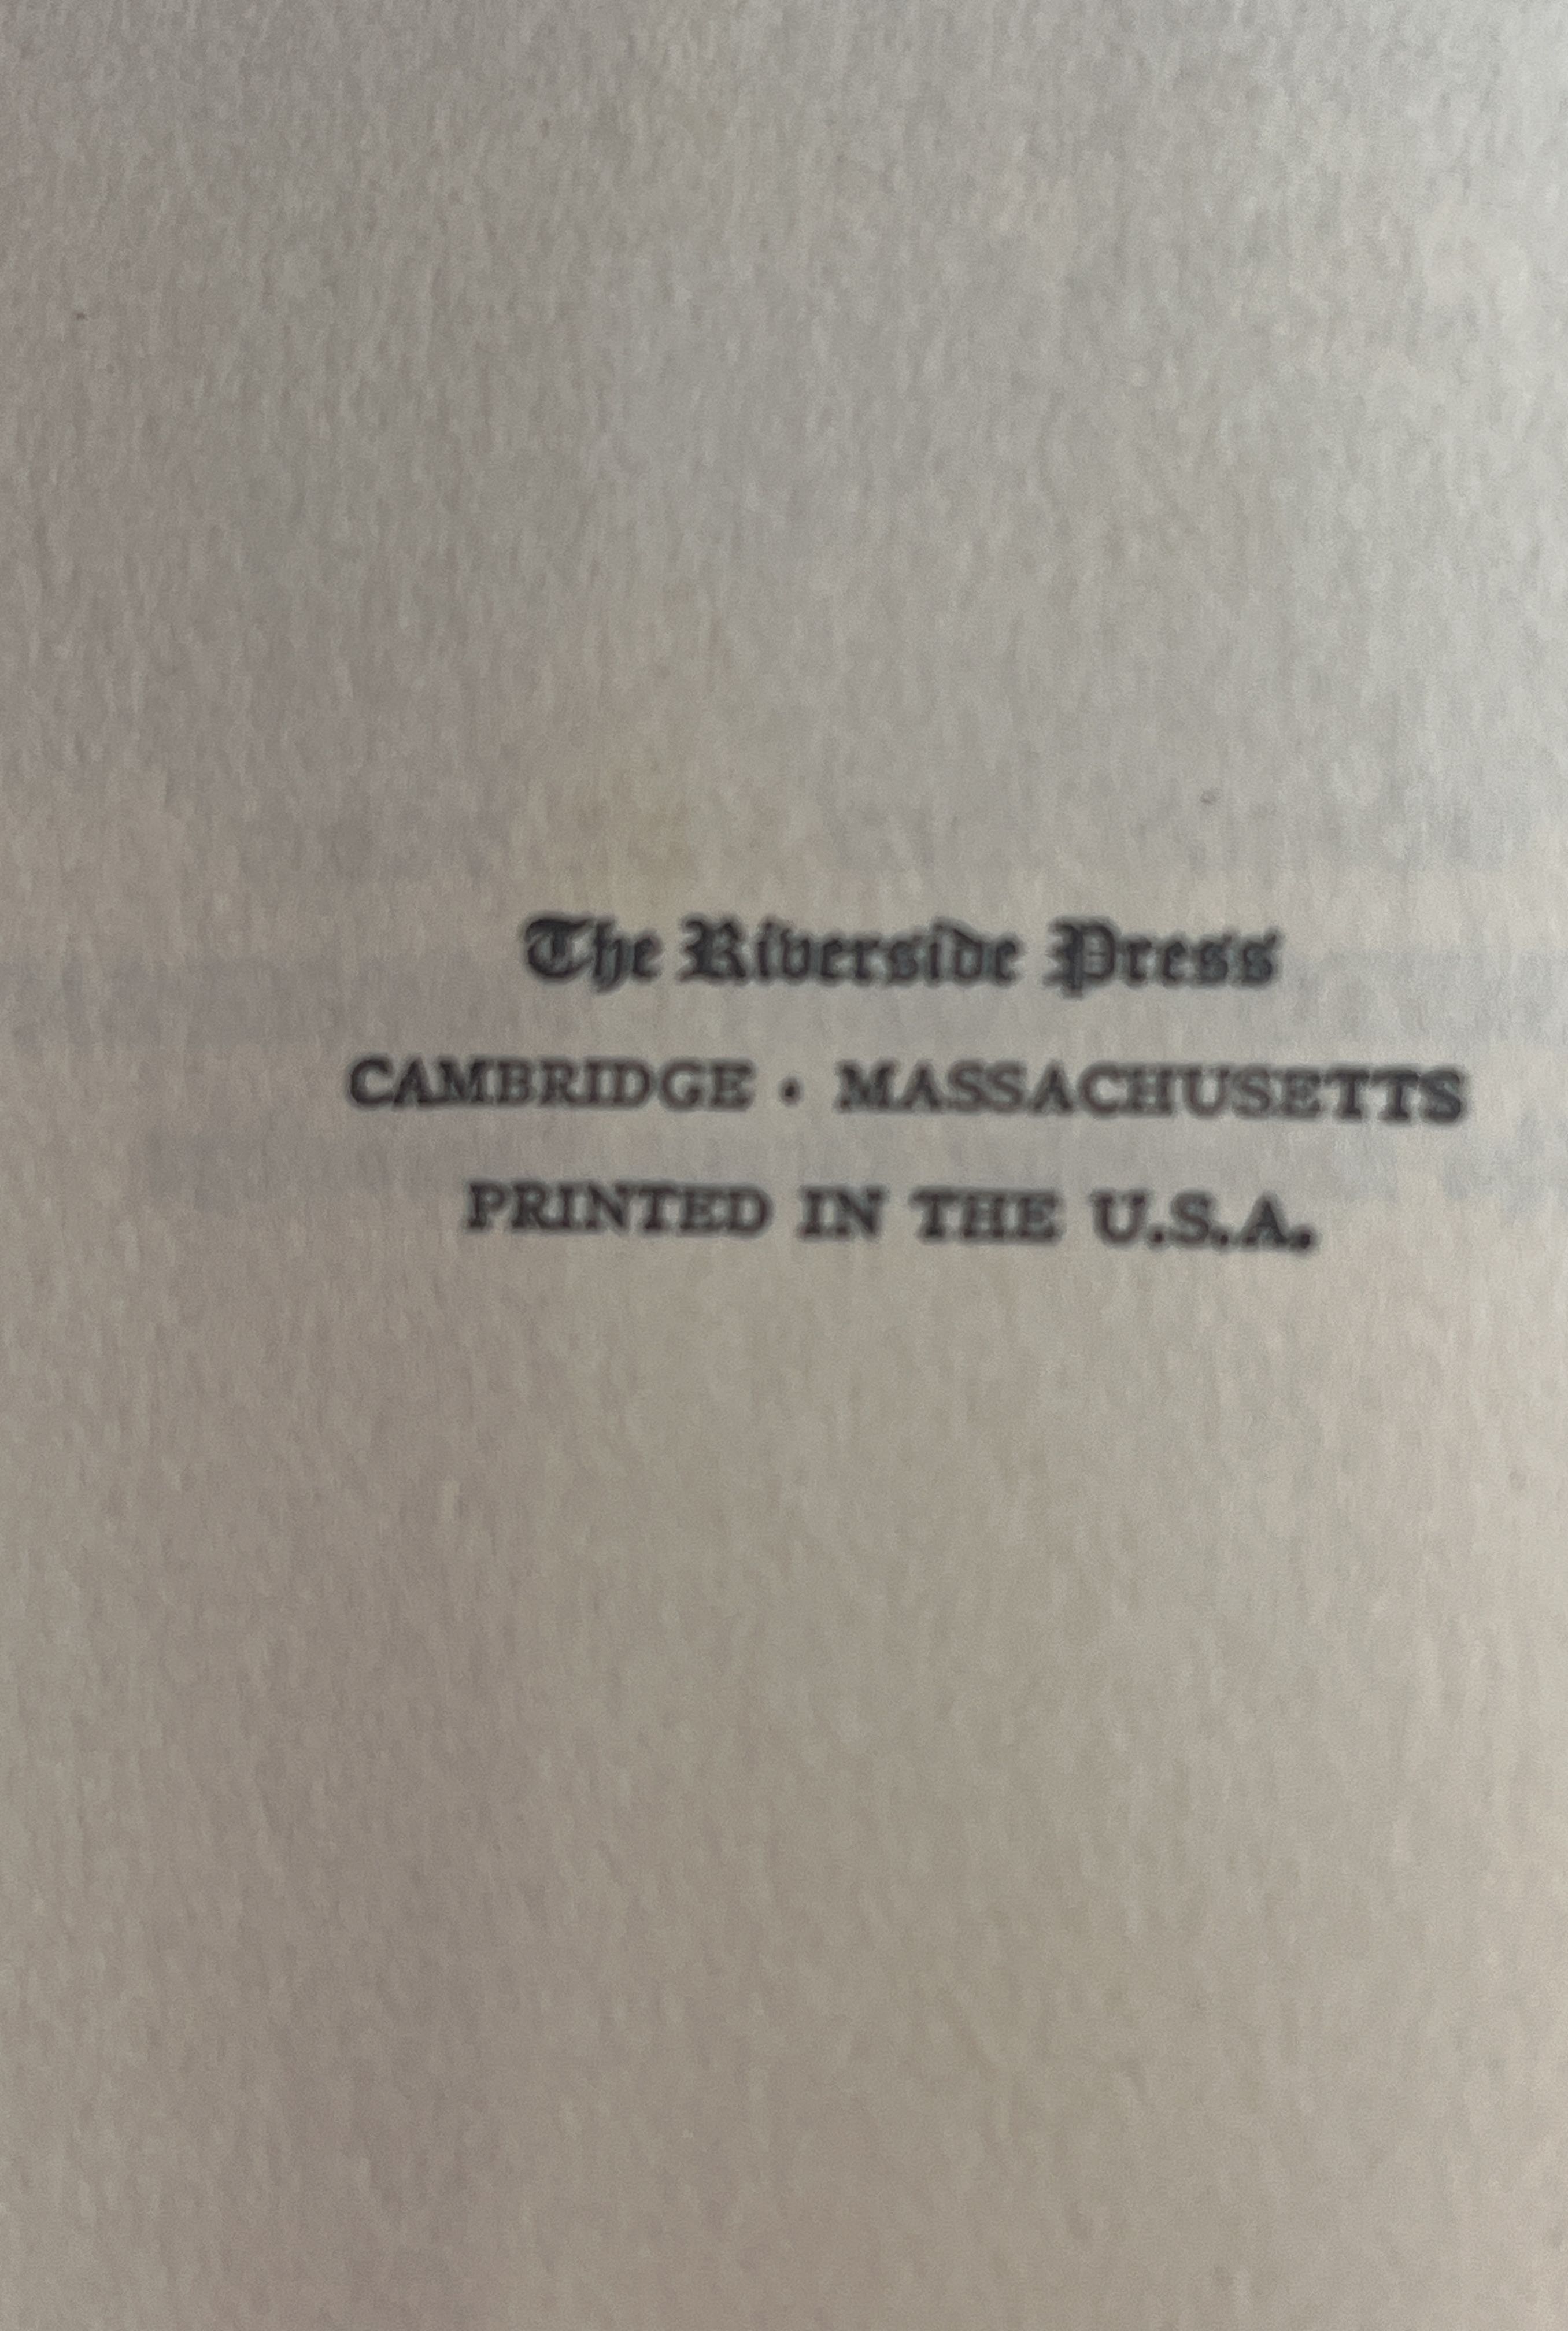 The Riverside Press
CAMBRIDGE · MASSACHUSETTS
PRINTED IN THE U.S.A.